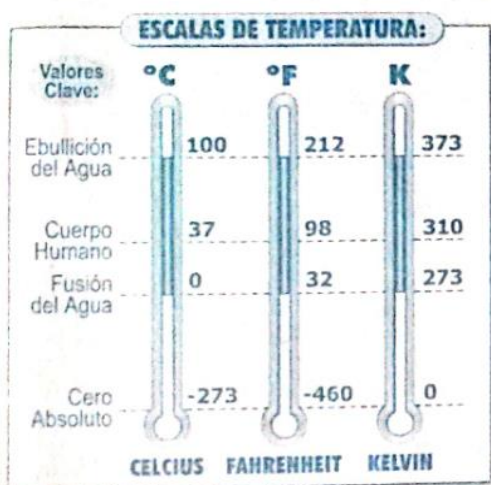 ESCALAS DE TEMPERATURA:
Valores Clave: °C °F K
Ebullición del Agua 100 212 373
Cuerpo Humano 37 98 310
Fusión del Agua 0 32 273
Cero Absoluto -273 -460 0
CELCIUS FAHRENHEIT KELVIN